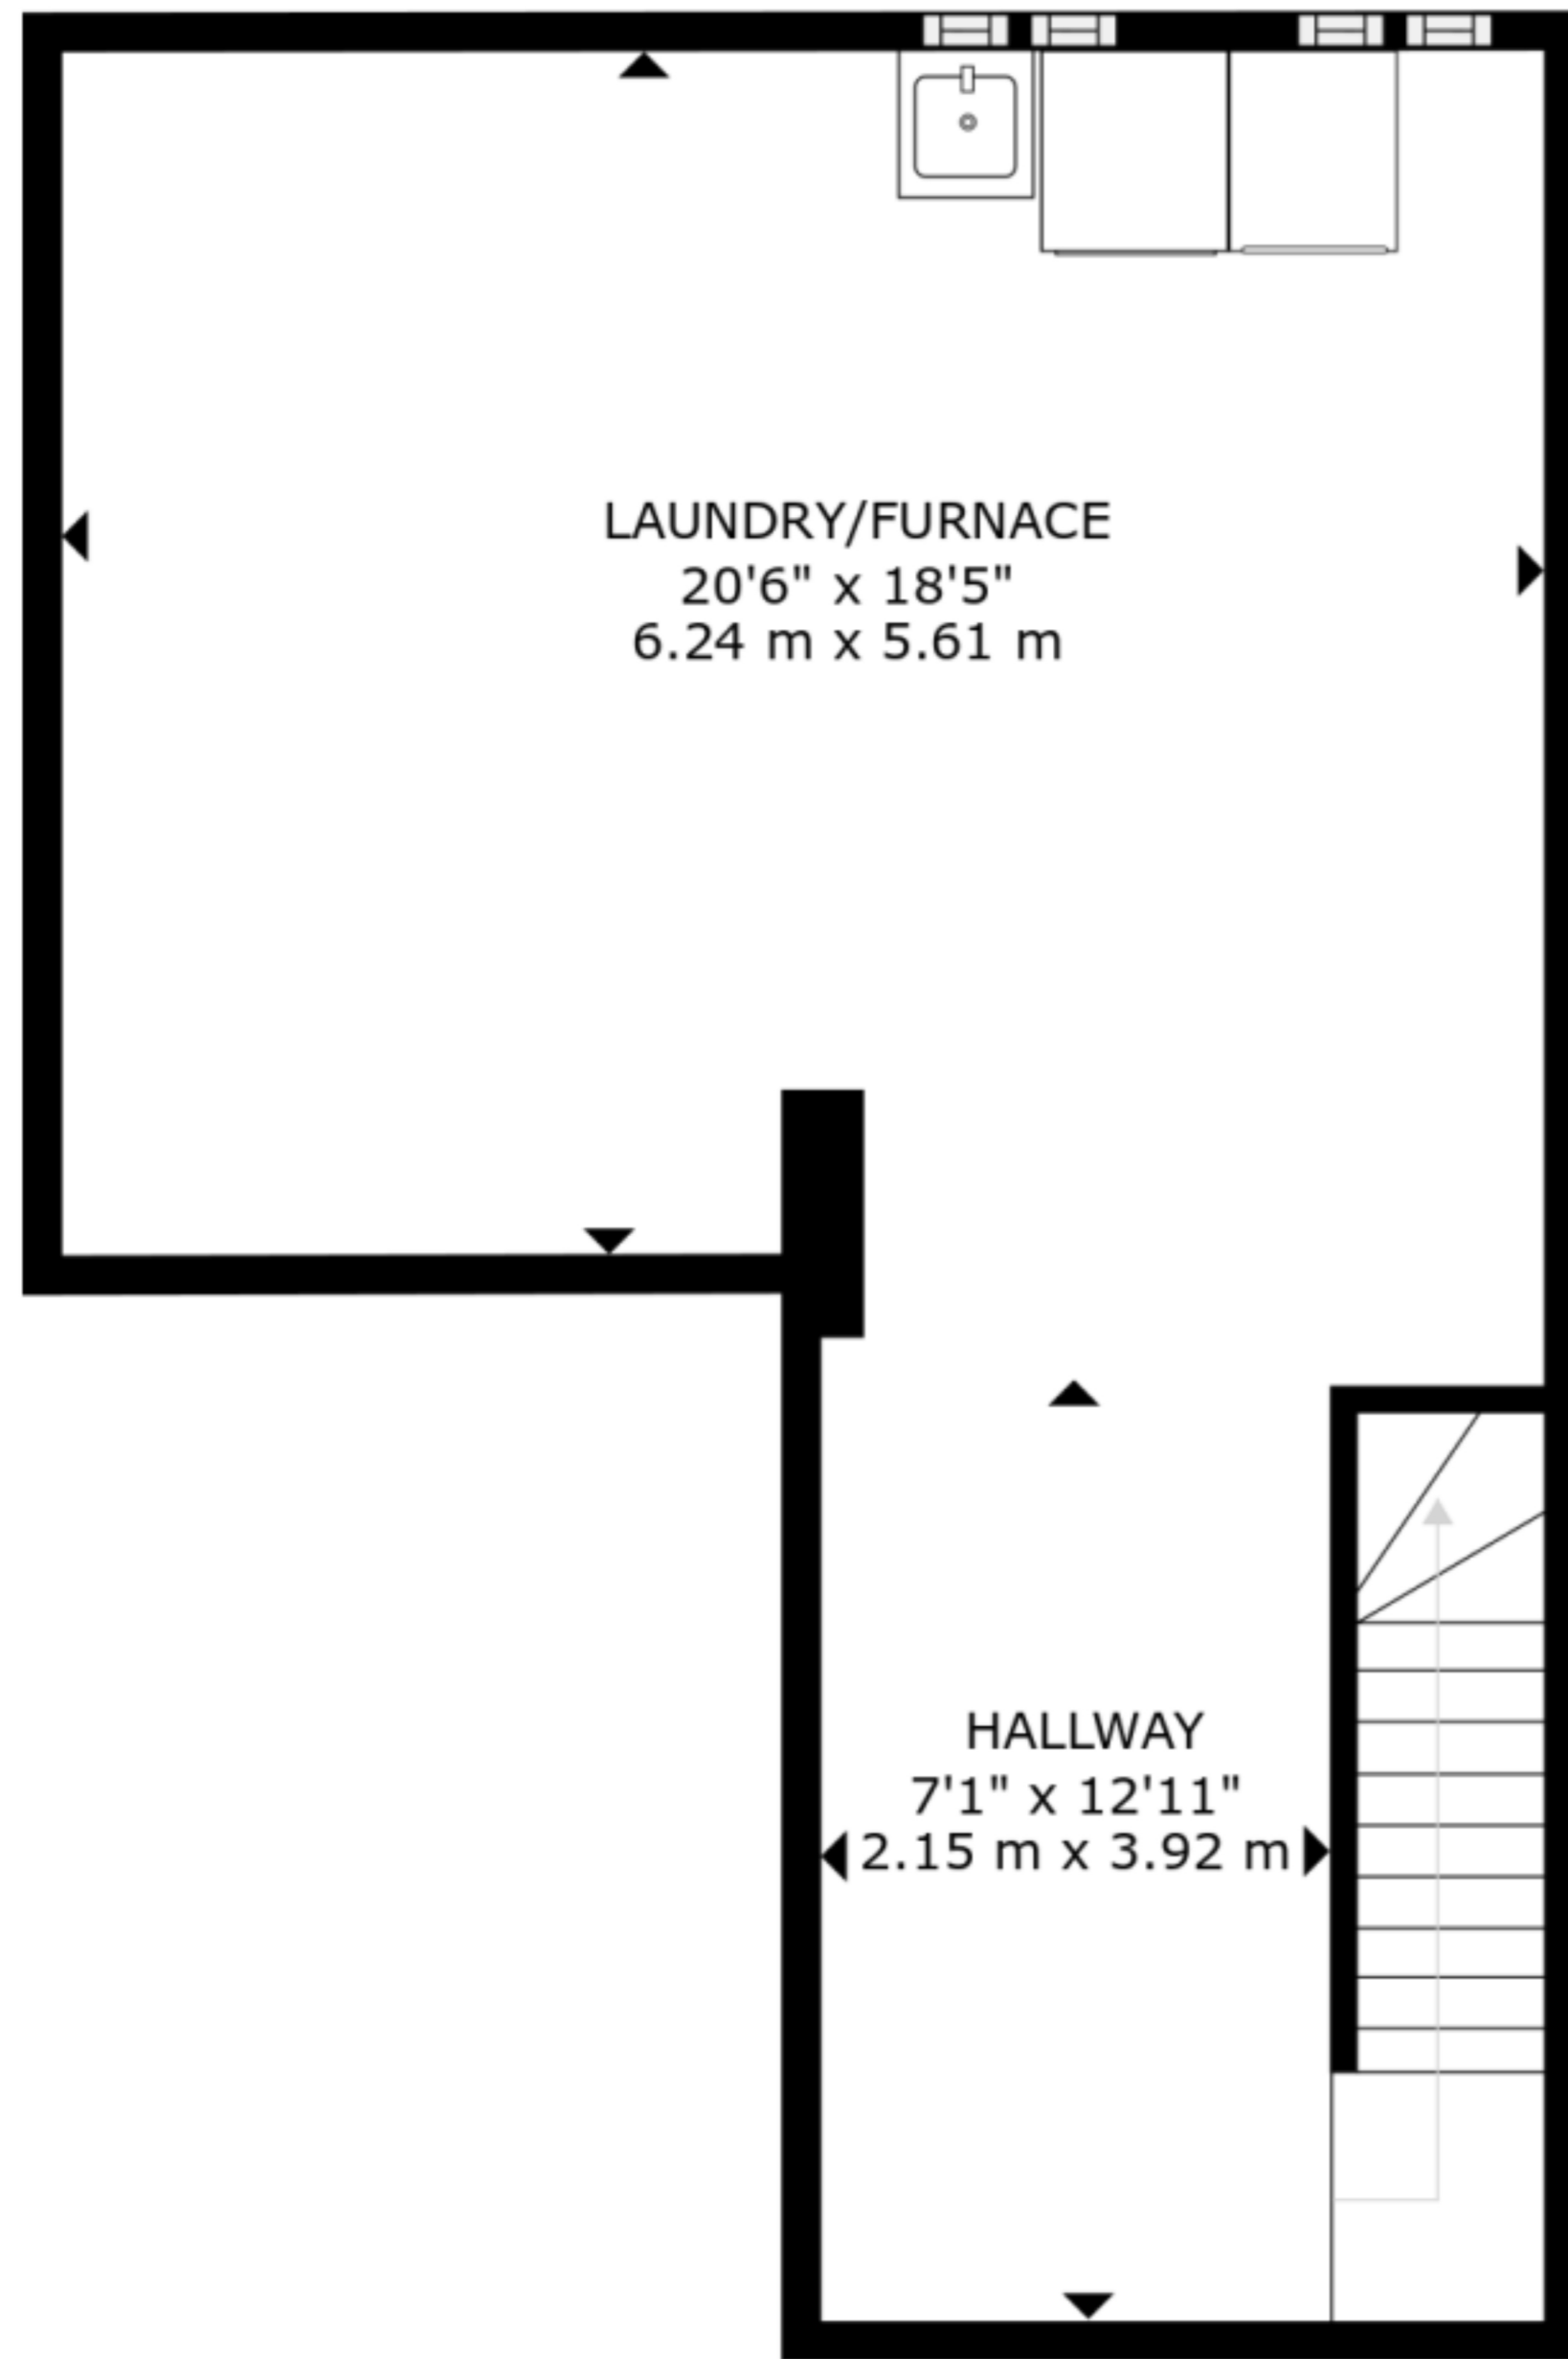 LAUNDRY/FURNACE
20'6" x 18'5"
6.24 m x 5.61 m
HALLWAY
7'1" x 12'11"
2.15 m x 3.92 m